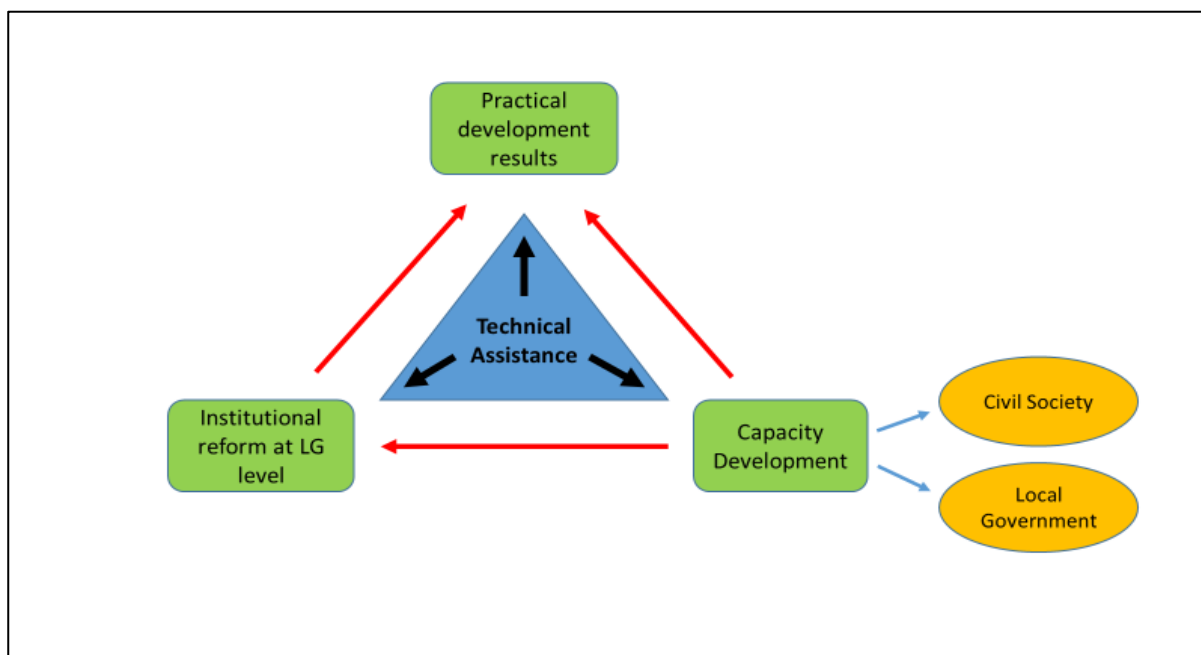 Practical
development
results
Technical
Assistance
Institutional
reform at LG
level
Capacity
Development
Civil Society
Local
Government